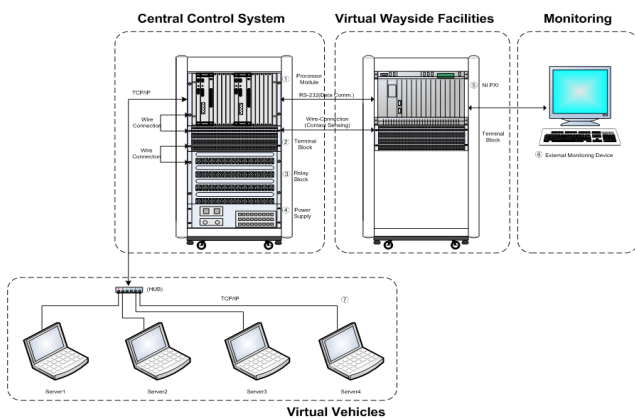 Central Control System
Virtual Wayside Facilities
Monitoring
TCP/IP
① Processor
Module
RS-232(Data Comm.)
⑤ NI PXI
Wire
Connection
Wire-Connection
(Contact Sensing)
② Terminal
Block
Terminal
Block
Wire
Connection
③ Relay
Block
④ Power
Supply
⑥ External Monitoring Device
(HUB)
TCP/IP
⑦
Server1
Server2
Server3
Server4
Virtual Vehicles